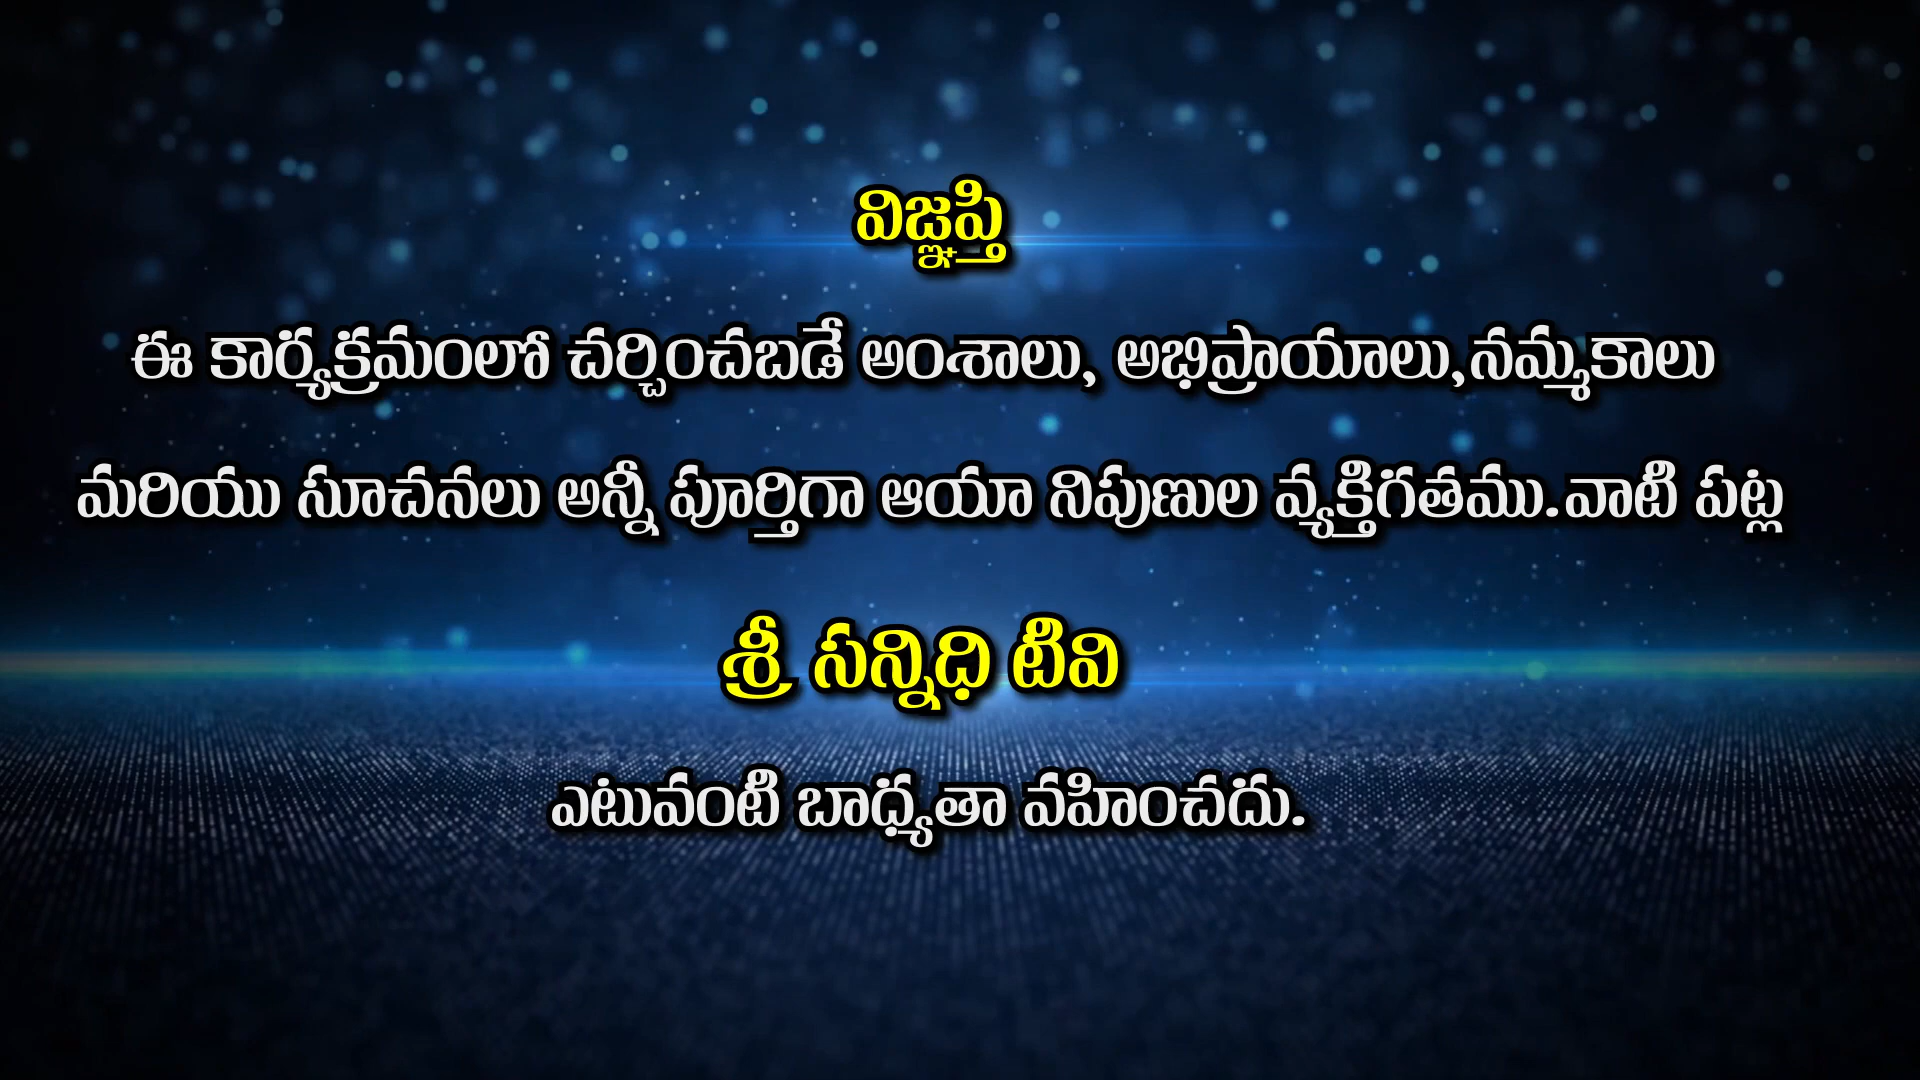 విజ్ఞప్తి
ఈ కార్యక్రమంలో చర్చించబడే అంశాలు, అభిప్రాయాలు,నమ్మకాలు
మరియు సూచనలు అన్నీ పూర్తిగా ఆయా నిపుణుల వ్యక్తిగతము.వాటి పట్ల
శ్రీ సన్నిధి టీవి
ఎటువంటి బాధ్యతా వహించదు.